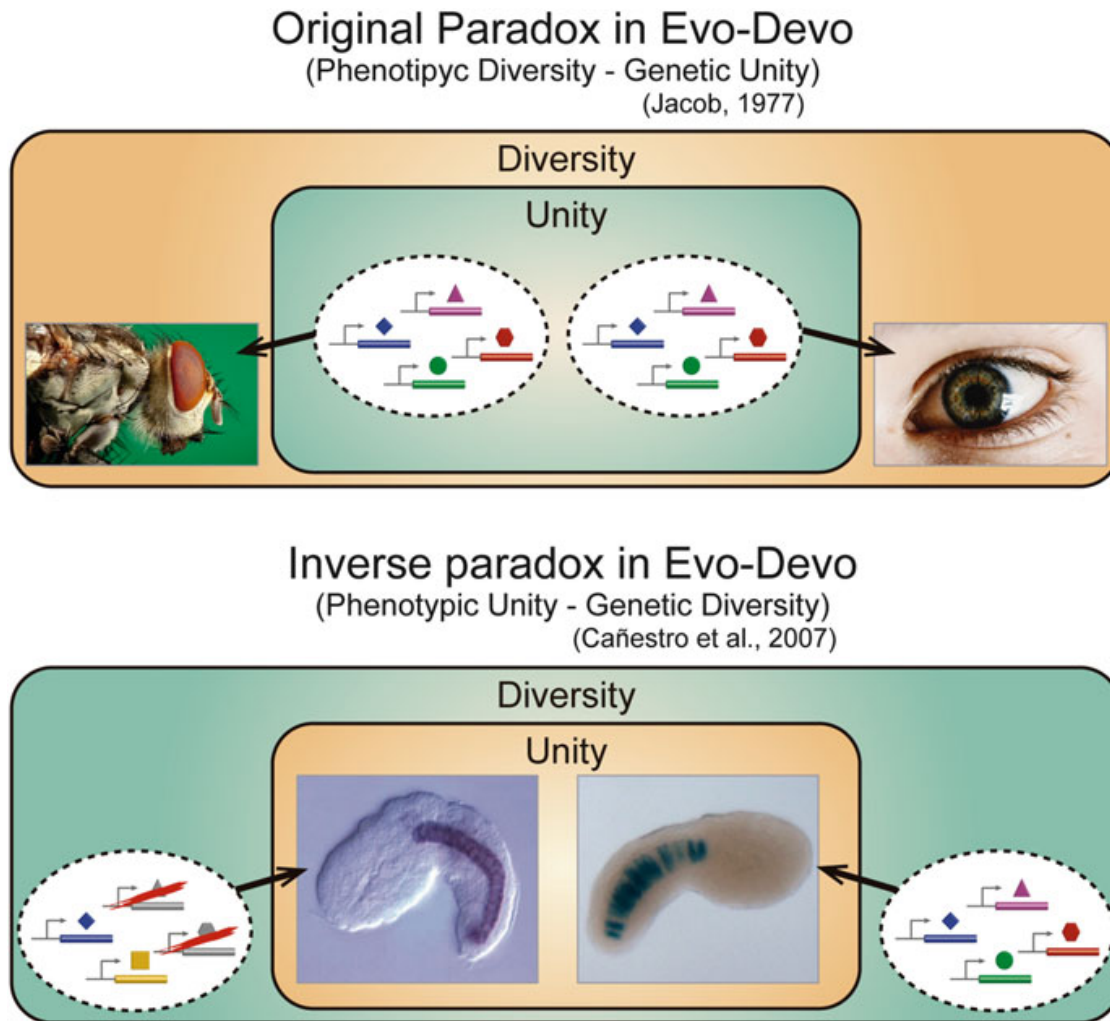 Original Paradox in Evo-Devo
(Phenotipyc Diversity - Genetic Unity)
(Jacob, 1977)
Diversity
Unity
Inverse paradox in Evo-Devo
(Phenotypic Unity - Genetic Diversity)
(Cañestro et al., 2007)
Diversity
Unity